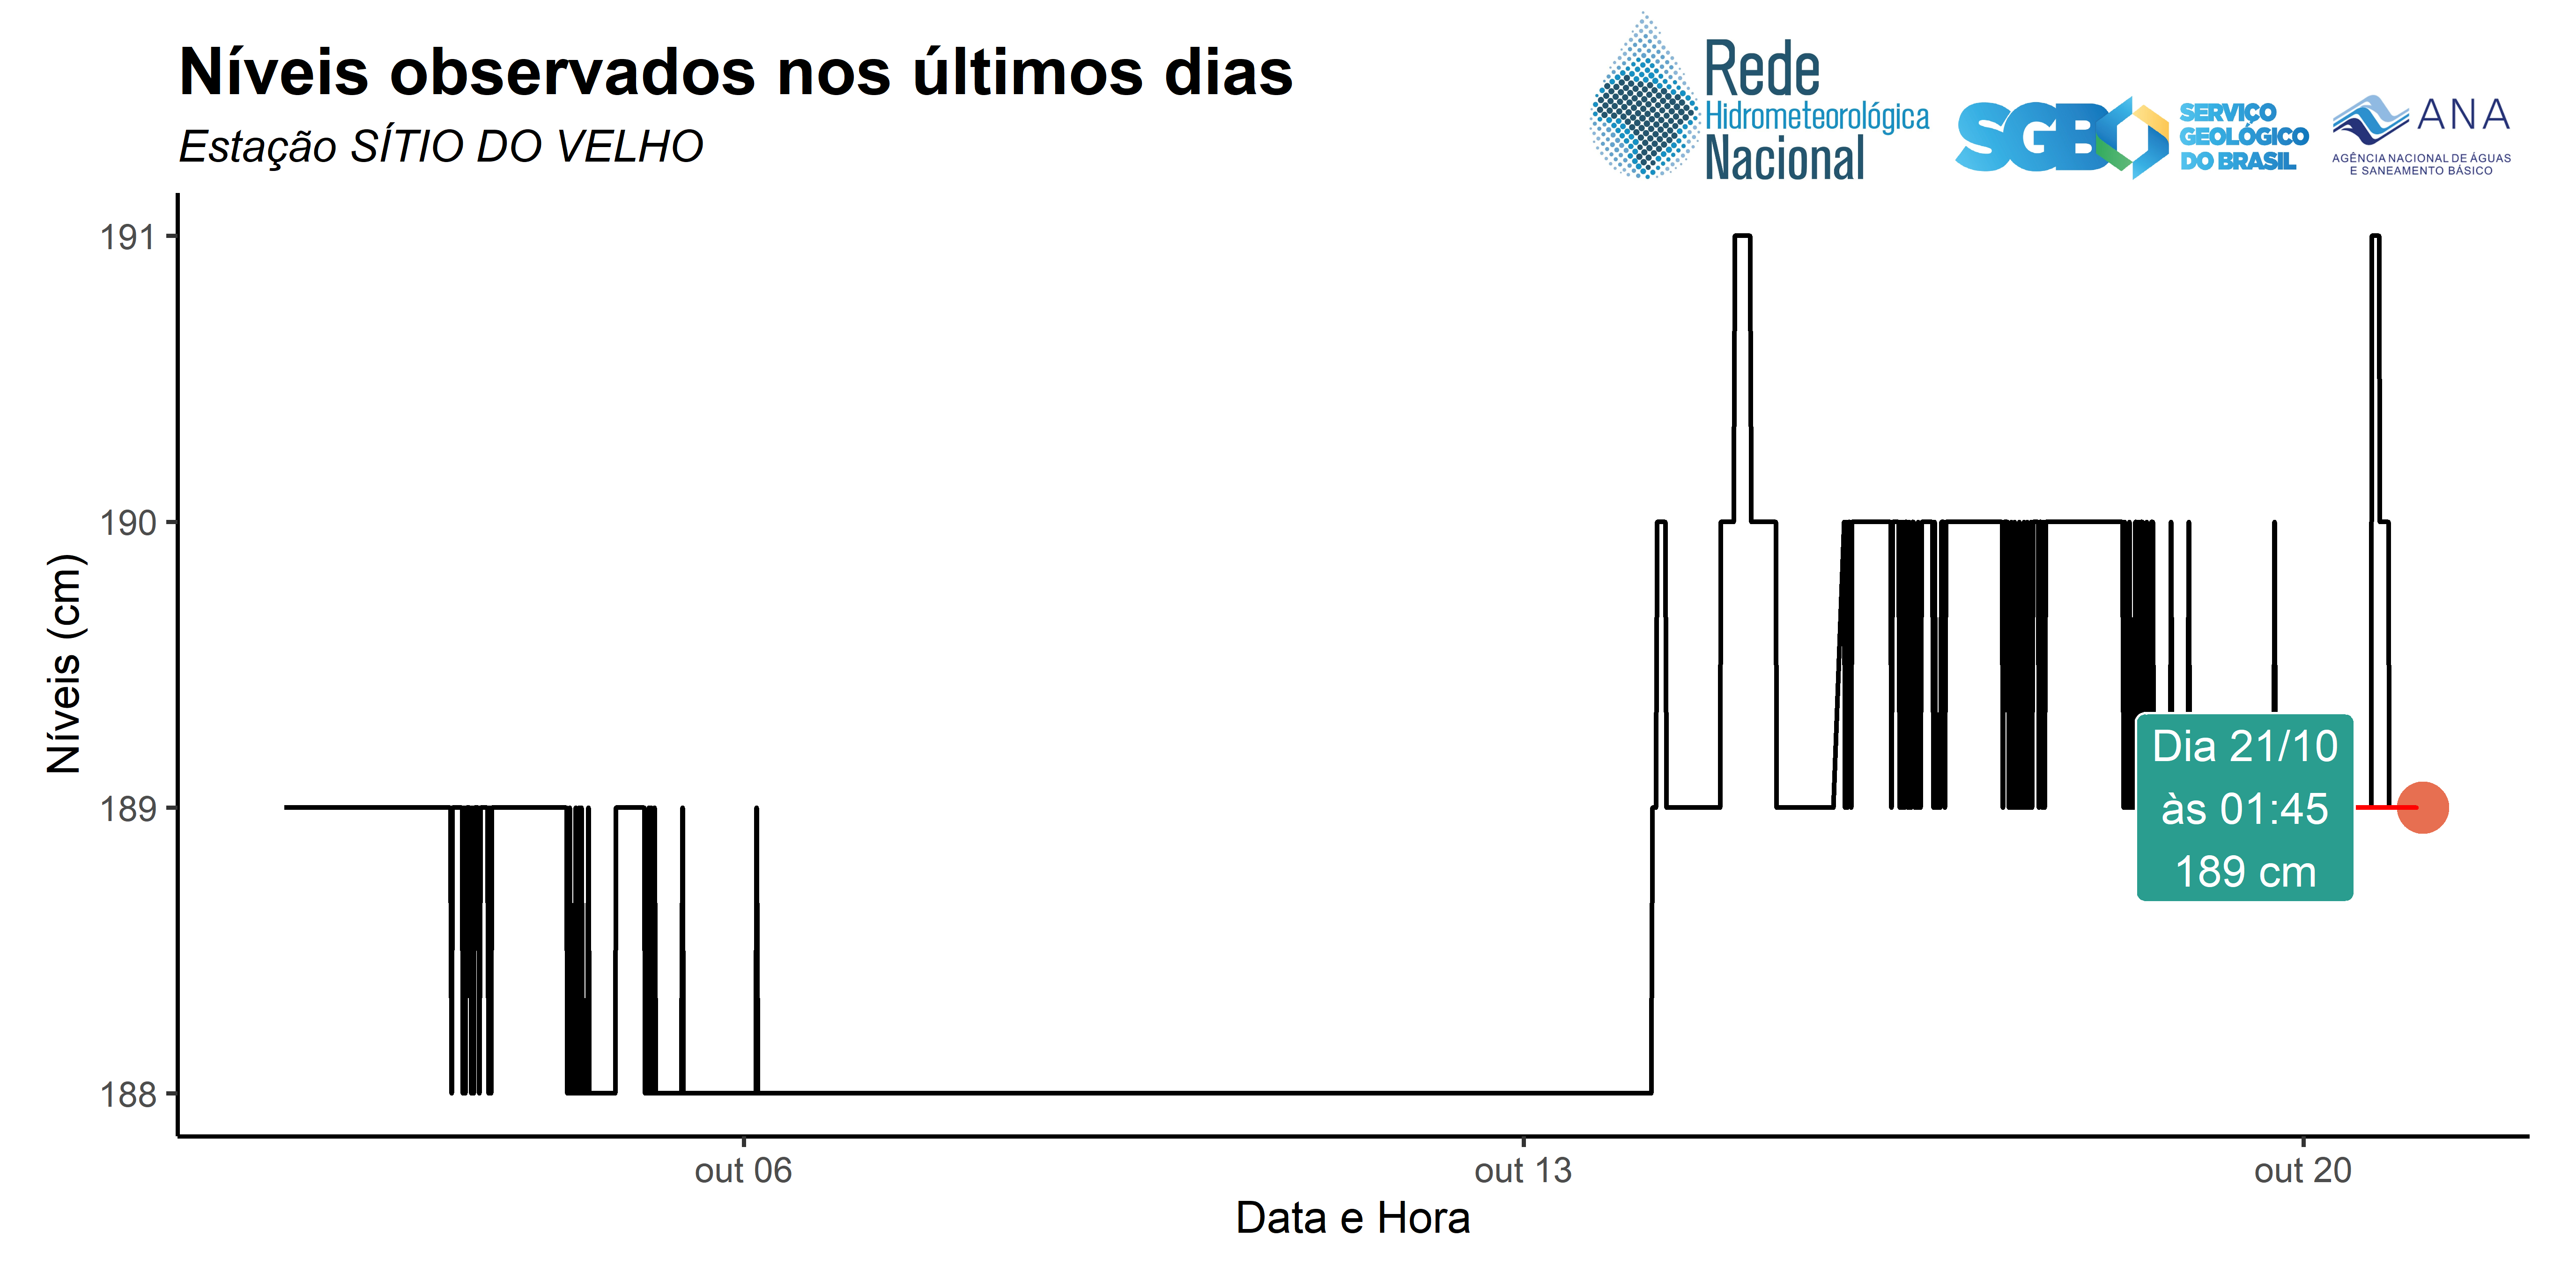 Níveis observados nos últimos dias
Estação SÍTIO DO VELHO
Rede
Hidrometeorológica
Nacional
SGB
SERVIÇO
GEOLÓGICO
DO BRASIL
ANA
AGÊNCIA NACIONAL DE ÁGUAS
E SANEAMENTO BÁSICO
Níveis (cm)
191
190
189
188
Dia 21/10
às 01:45
189 cm
out 06
out 13
out 20
Data e Hora